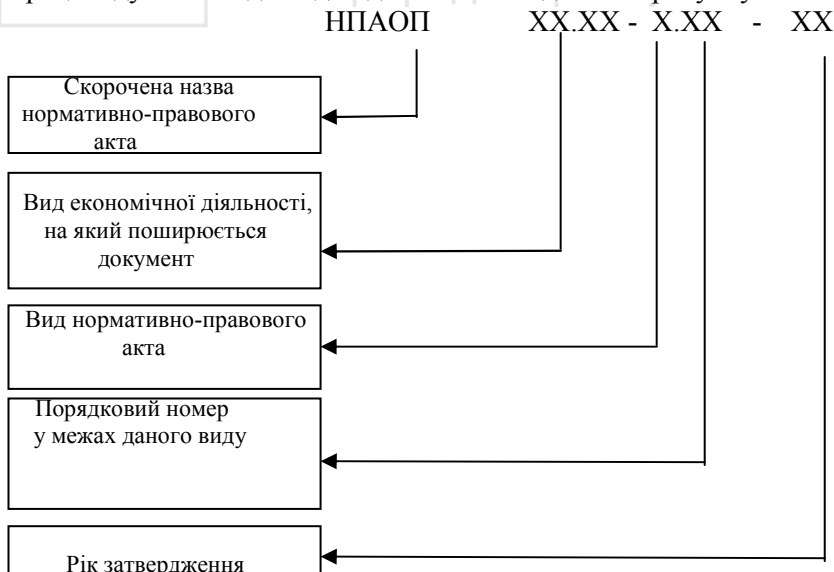 НПАОП XX.XX - X.XX - XX
Скорочена назва
нормативно-правового
акта
Вид економічної діяльності,
на який поширюється
документ
Вид нормативно-правового
акта
Порядковий номер
у межах даного виду
Рік затвердження